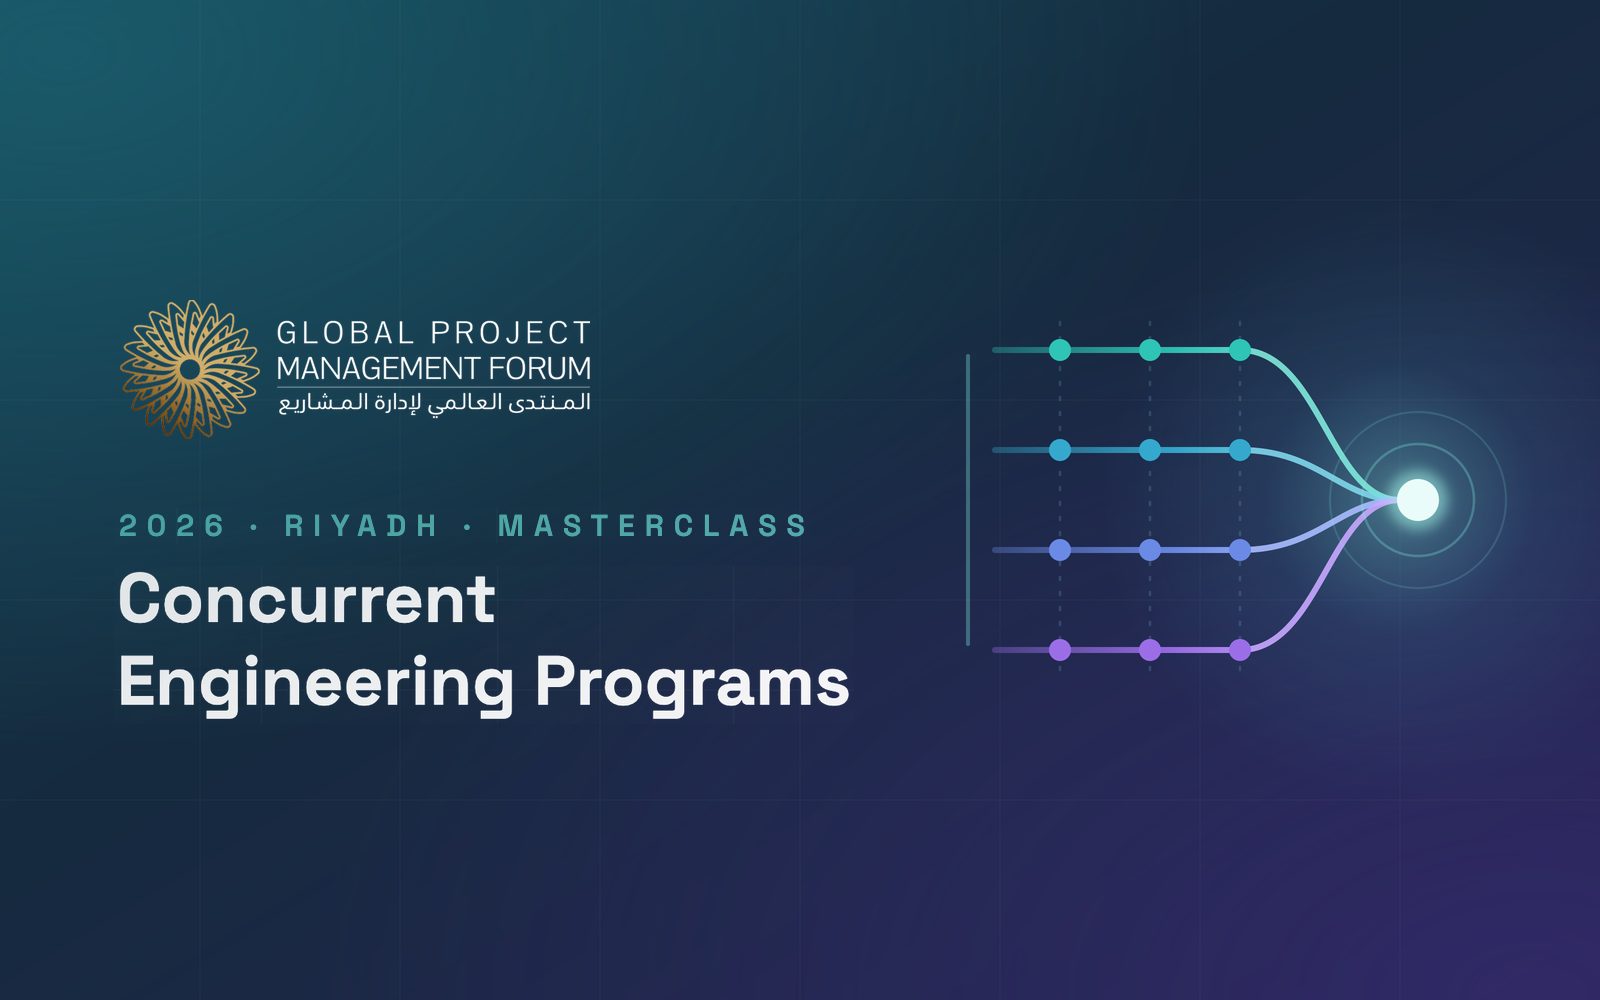 GLOBAL PROJECT
MANAGEMENT FORUM
المنتدى العالمي لإدارة المشاريع
2026 · RIYADH · MASTERCLASS
Concurrent
Engineering Programs